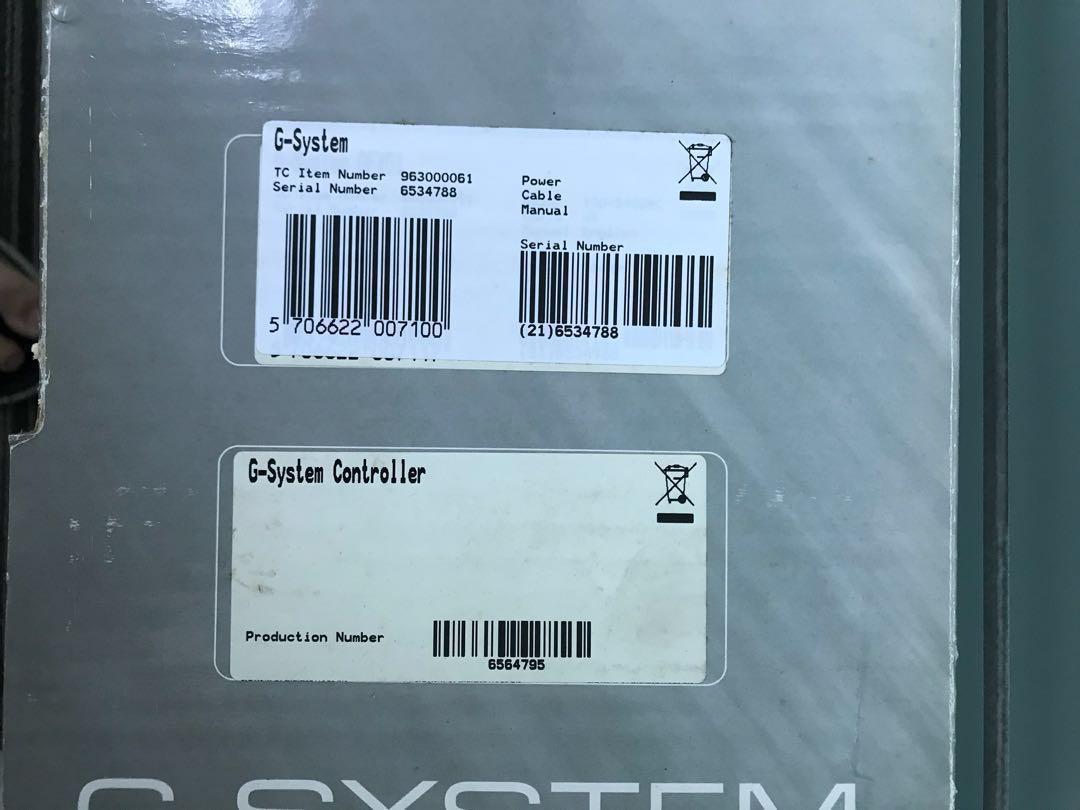 G-System
TC Item Number 963000061
Serial Number 6534788
Power
Cable
Manual
Serial Number
5 706622 007100
(21)6534788
G-System Controller
Production Number
6564795
G SYSTEM